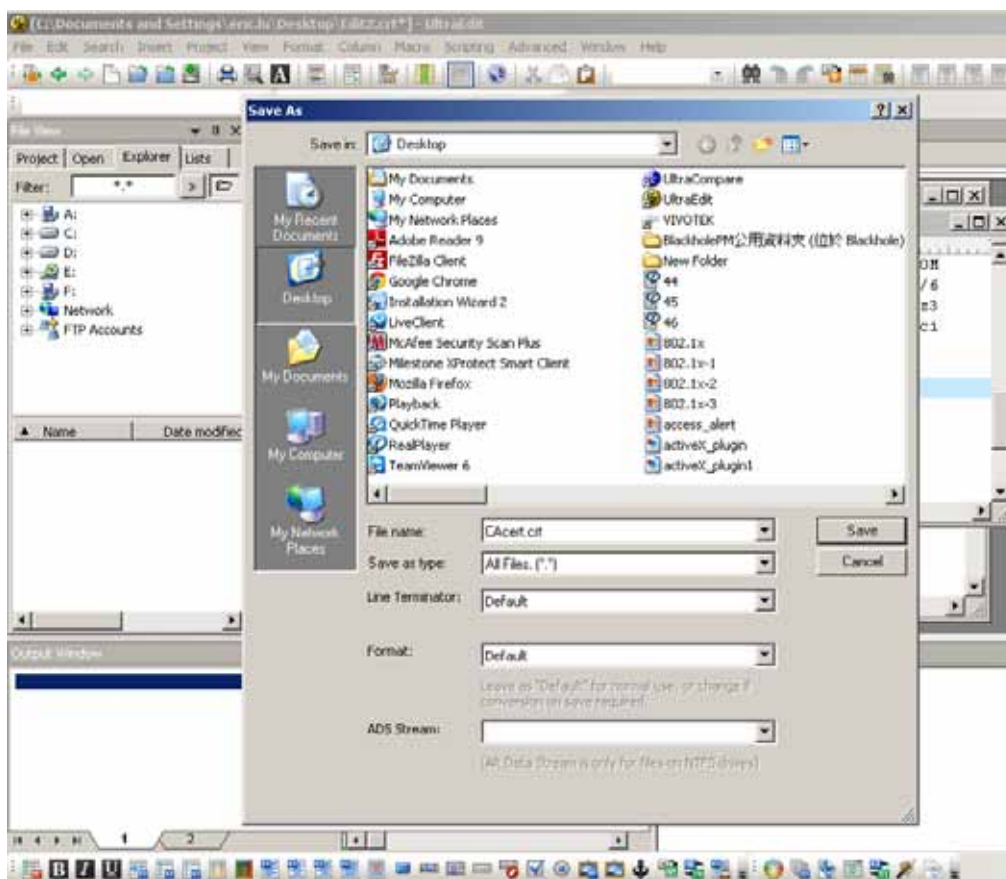 [C:\Documents and Settings\eric.lu\Desktop\Edit2.crt*] - UltraEdit
File Edit Search Insert Project View Format Column Macro Scripting Advanced Window Help
File View
Project Open Explorer Lists
Filter: *.*
A:
C:
D:
E:
F:
Network
FTP Accounts
Name Date modified
Output Window
Save As
Save in: Desktop
My Recent Documents
Desktop
My Documents
My Computer
My Network Places
My Documents
My Computer
My Network Places
Adobe Reader 9
FileZilla Client
Google Chrome
Installation Wizard 2
LiveClient
McAfee Security Scan Plus
Milestone XProtect Smart Client
Mozilla Firefox
Playback
QuickTime Player
RealPlayer
TeamViewer 6
UltraCompare
UltraEdit
VIVOTEK
BlackholePM公用資料夾 (位於 Blackhole)
New Folder
44
45
46
802.1x
802.1x-1
802.1x-2
802.1x-3
access_alert
activeX_plugin
activeX_plugin1
File name: CAcert.crt Save
Save as type: All Files, (*.*) Cancel
Line Terminator: Default
Format: Default
Leave as "Default" for normal use, or change if
conversion on save required.
ADS Stream:
(Alt Data Stream is only for files on NTFS drives)
OM
/6
z3
ci
1 2
B I U